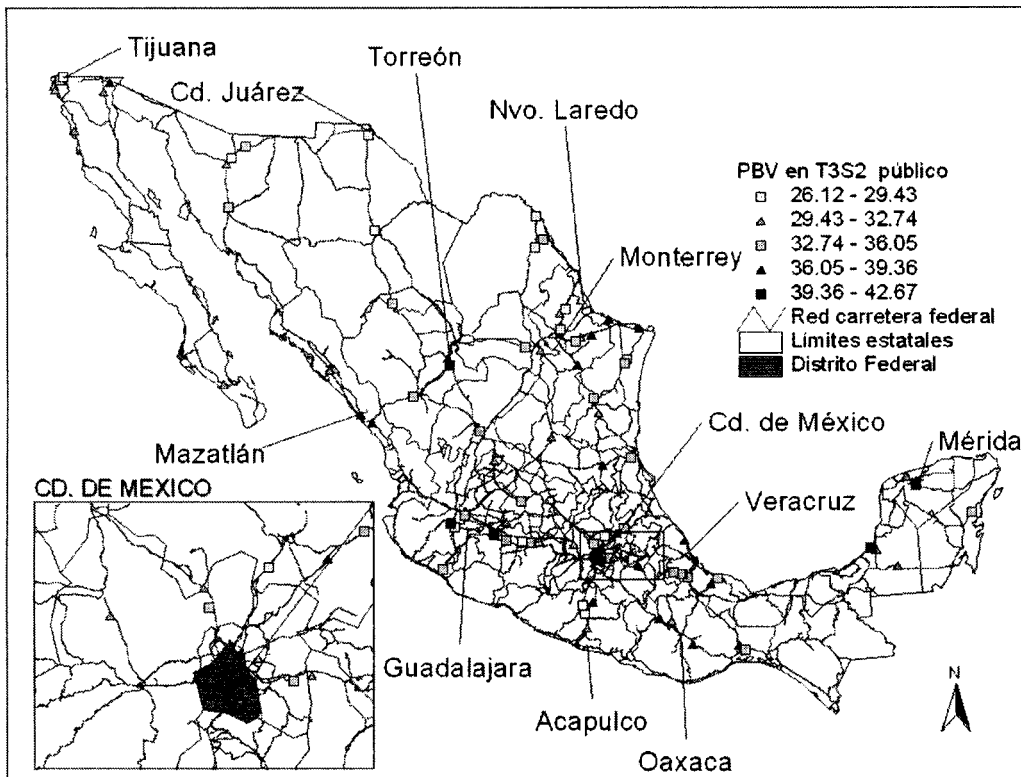 Tijuana
Torreón
Cd. Juárez
Nvo. Laredo
PBV en T3S2 público
26.12 - 29.43
29.43 - 32.74
32.74 - 36.05
36.05 - 39.36
39.36 - 42.67
Red carretera federal
Límites estatales
Distrito Federal
Monterrey
Cd. de México
Mérida
Mazatlán
Veracruz
CD. DE MEXICO
Guadalajara
Acapulco
Oaxaca
N